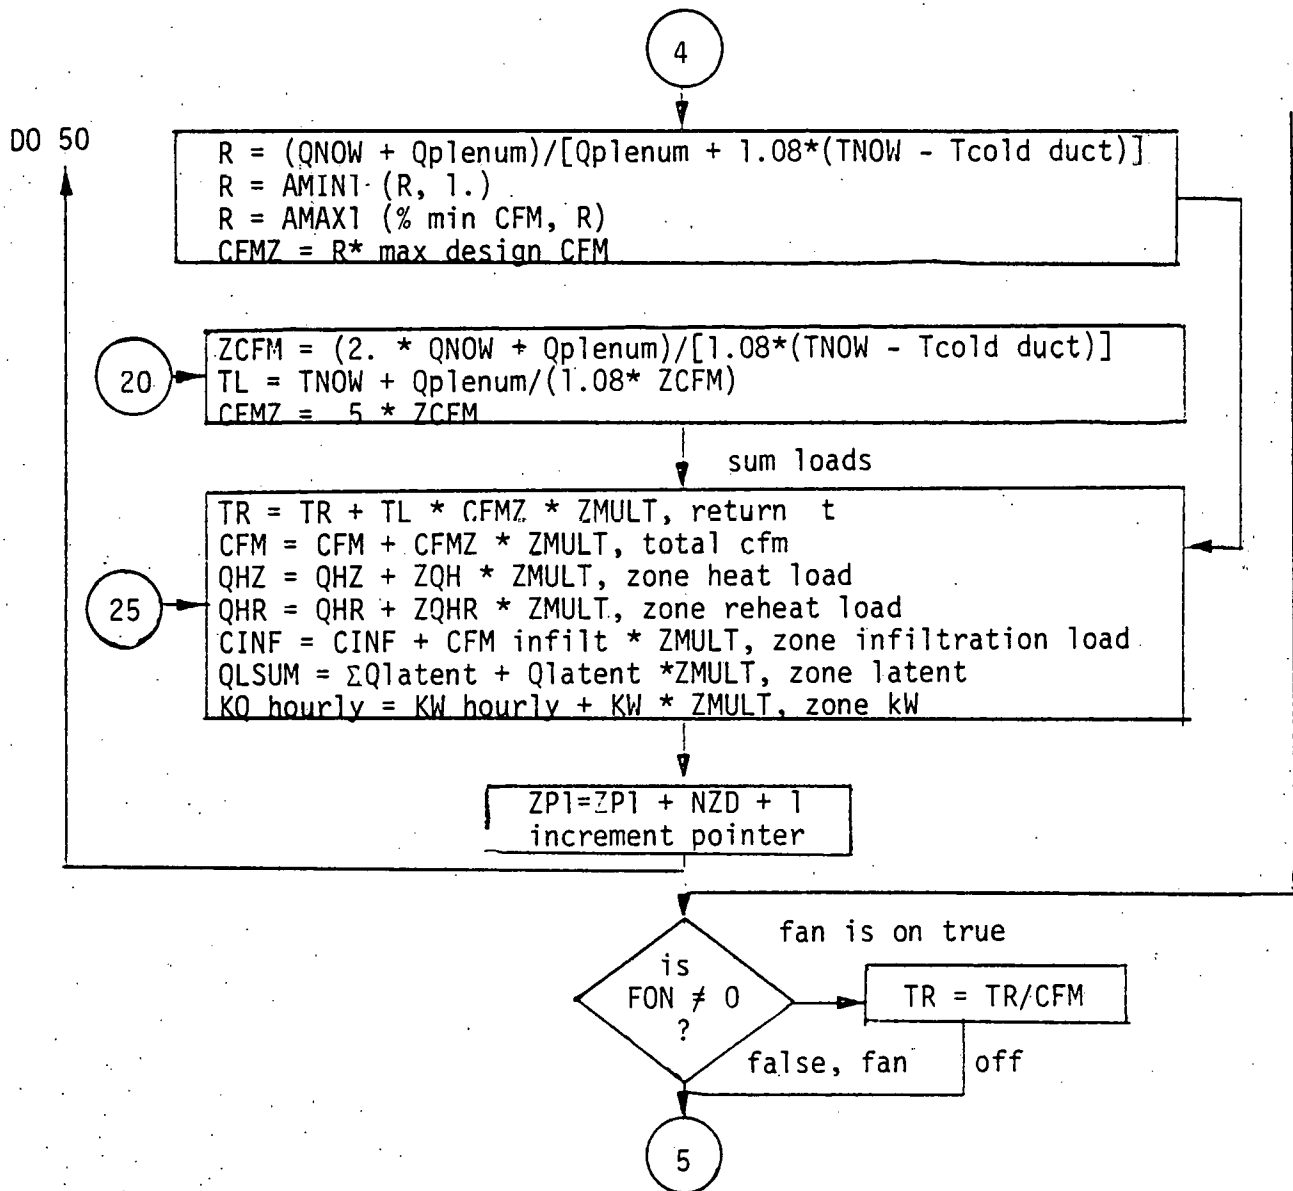 4
DO 50
R = (QNOW + Qplenum)/[Qplenum + 1.08*(TNOW - Tcold duct)]
R = AMIN1 (R, 1.)
R = AMAX1 (% min CFM, R)
CFMZ = R* max design CFM
20
ZCFM = (2. * QNOW + Qplenum)/[1.08*(TNOW - Tcold duct)]
TL = TNOW + Qplenum/(1.08* ZCFM)
CFMZ = 5 * ZCFM
sum loads
25
TR = TR + TL * CFMZ * ZMULT, return t
CFM = CFM + CFMZ * ZMULT, total cfm
QHZ = QHZ + ZQH * ZMULT, zone heat load
QHR = QHR + ZQHR * ZMULT, zone reheat load
CINF = CINF + CFM infilt * ZMULT, zone infiltration load
QLSUM = ΣQlatent + Qlatent *ZMULT, zone latent
KQ hourly = KW hourly + KW * ZMULT, zone kW
ZP1=ZP1 + NZD + 1
increment pointer
fan is on true
is
FON ≠ 0
?
TR = TR/CFM
false, fan off
5